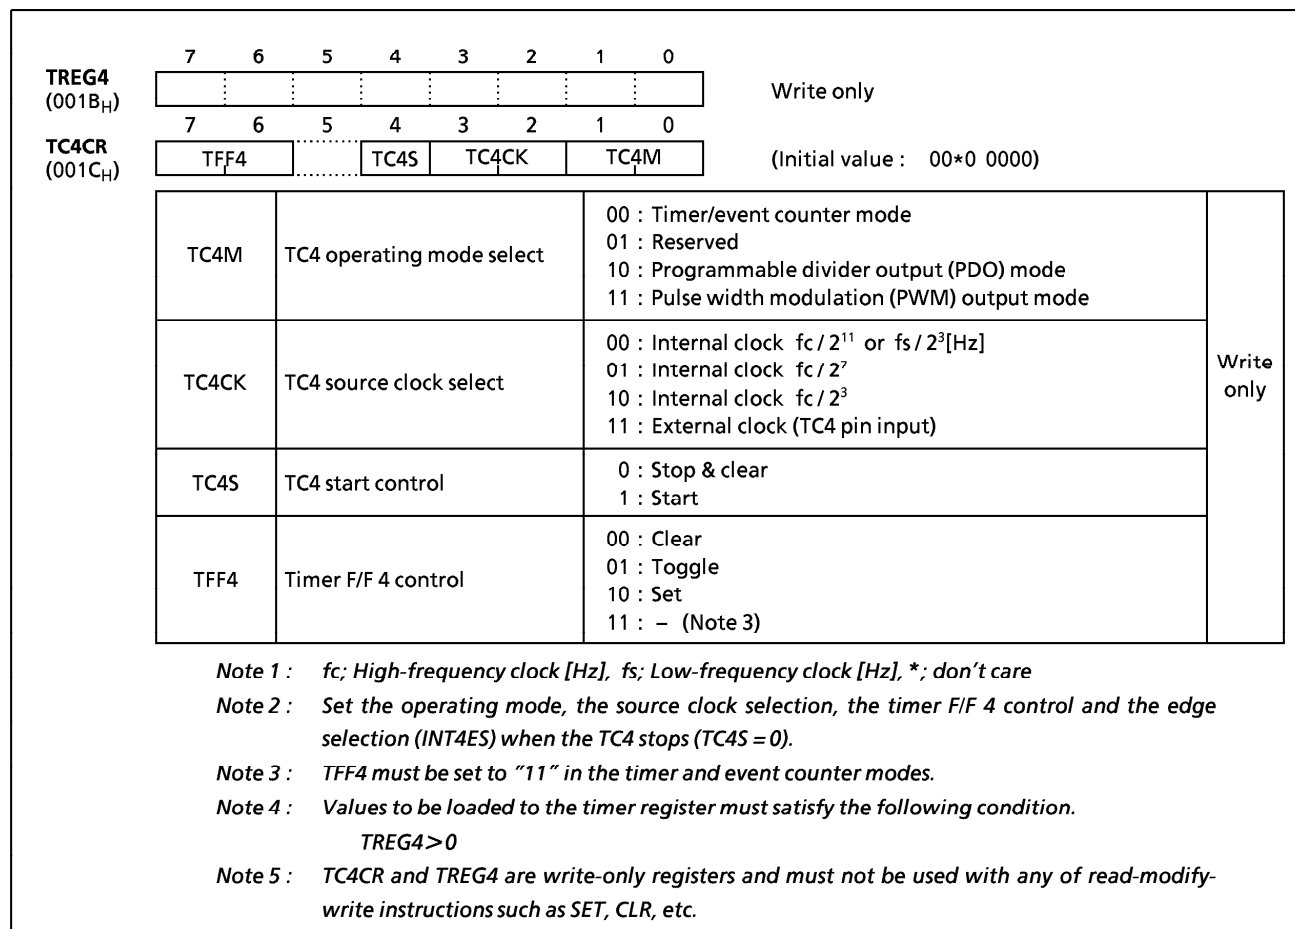 7 6 5 4 3 2 1 0
TREG4
(001BH)
Write only
7 6 5 4 3 2 1 0
TC4CR
(001CH)
TFF4 TC4S TC4CK TC4M
(Initial value : 00*0 0000)
TC4M TC4 operating mode select
00 : Timer/event counter mode
01 : Reserved
10 : Programmable divider output (PDO) mode
11 : Pulse width modulation (PWM) output mode
TC4CK TC4 source clock select
00 : Internal clock fc / 2¹¹ or fs / 2³[Hz]
01 : Internal clock fc / 2⁷
10 : Internal clock fc / 2³
11 : External clock (TC4 pin input)
Write
only
TC4S TC4 start control
0 : Stop & clear
1 : Start
TFF4 Timer F/F 4 control
00 : Clear
01 : Toggle
10 : Set
11 : – (Note 3)
Note 1 : fc; High-frequency clock [Hz], fs; Low-frequency clock [Hz], *; don't care
Note 2 : Set the operating mode, the source clock selection, the timer F/F 4 control and the edge
selection (INT4ES) when the TC4 stops (TC4S = 0).
Note 3 : TFF4 must be set to "11" in the timer and event counter modes.
Note 4 : Values to be loaded to the timer register must satisfy the following condition.
TREG4>0
Note 5 : TC4CR and TREG4 are write-only registers and must not be used with any of read-modify-
write instructions such as SET, CLR, etc.